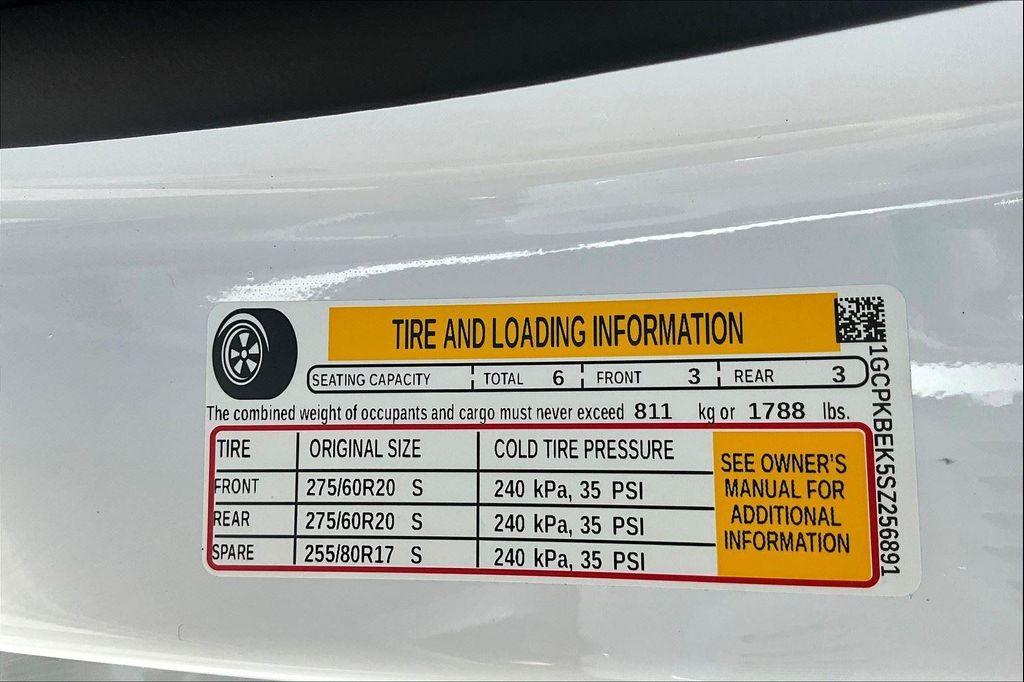 TIRE AND LOADING INFORMATION
SEATING CAPACITY TOTAL 6 FRONT 3 REAR 3
The combined weight of occupants and cargo must never exceed 811 kg or 1788 lbs.
TIRE ORIGINAL SIZE COLD TIRE PRESSURE
FRONT 275/60R20 S 240 kPa, 35 PSI
REAR 275/60R20 S 240 kPa, 35 PSI
SPARE 255/80R17 S 240 kPa, 35 PSI
SEE OWNER'S
MANUAL FOR
ADDITIONAL
INFORMATION
1GCPKBEK5SZ256891